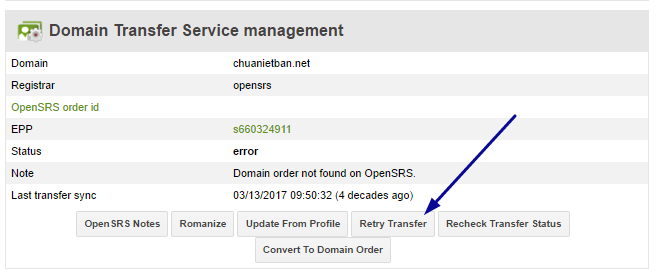 Domain Transfer Service management
Domain chuanietban.net
Registrar opensrs
OpenSRS order id
EPP s660324911
Status error
Note Domain order not found on OpenSRS.
Last transfer sync 03/13/2017 09:50:32 (4 decades ago)
OpenSRS Notes Romanize Update From Profile Retry Transfer Recheck Transfer Status
Convert To Domain Order